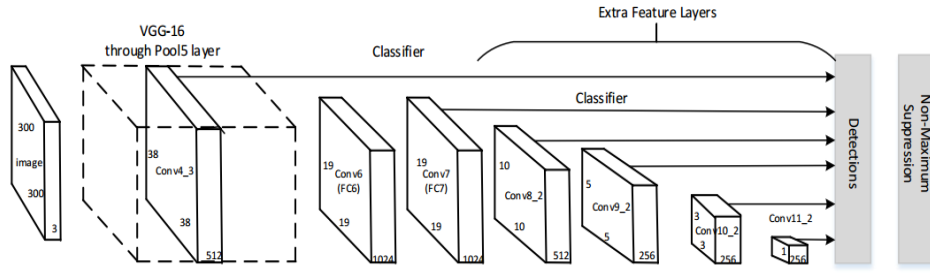 Extra Feature Layers
VGG-16
through Pool5 layer
Classifier
Classifier
300
image
300
3
38
Conv4_3
38
512
19
Conv6
(FC6)
19
1024
19
Conv7
(FC7)
19
1024
10
Conv8_2
10
512
5
Conv9_2
5
256
3
Conv10_2
3
256
Conv11_2
1
256
Detections
Non-Maximum
Suppression